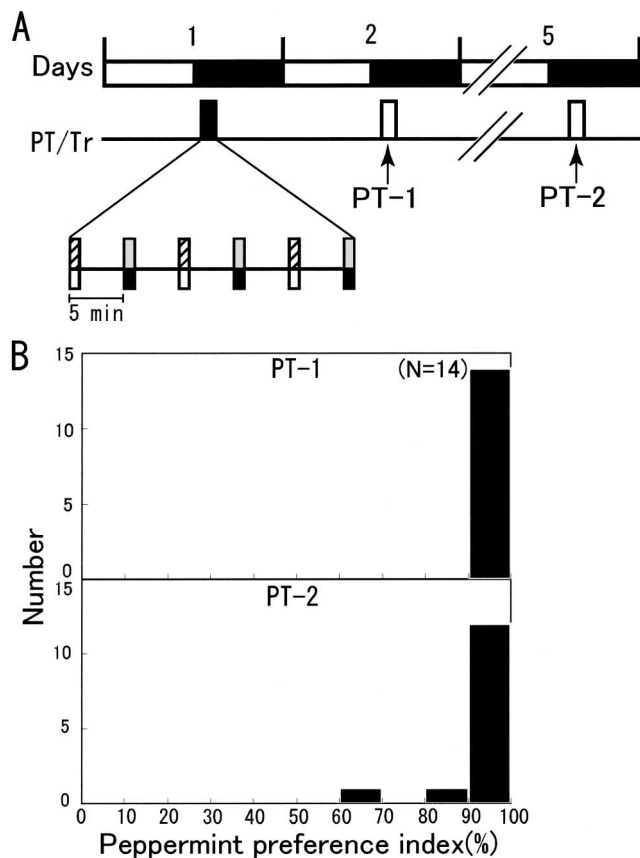 A
1 2 5
Days
PT/Tr
PT-1 PT-2
5 min
B
PT-1 (N=14)
15
10
5
0
Number
PT-2
15
10
5
0
0 10 20 30 40 50 60 70 80 90 100
Peppermint preference index(%)